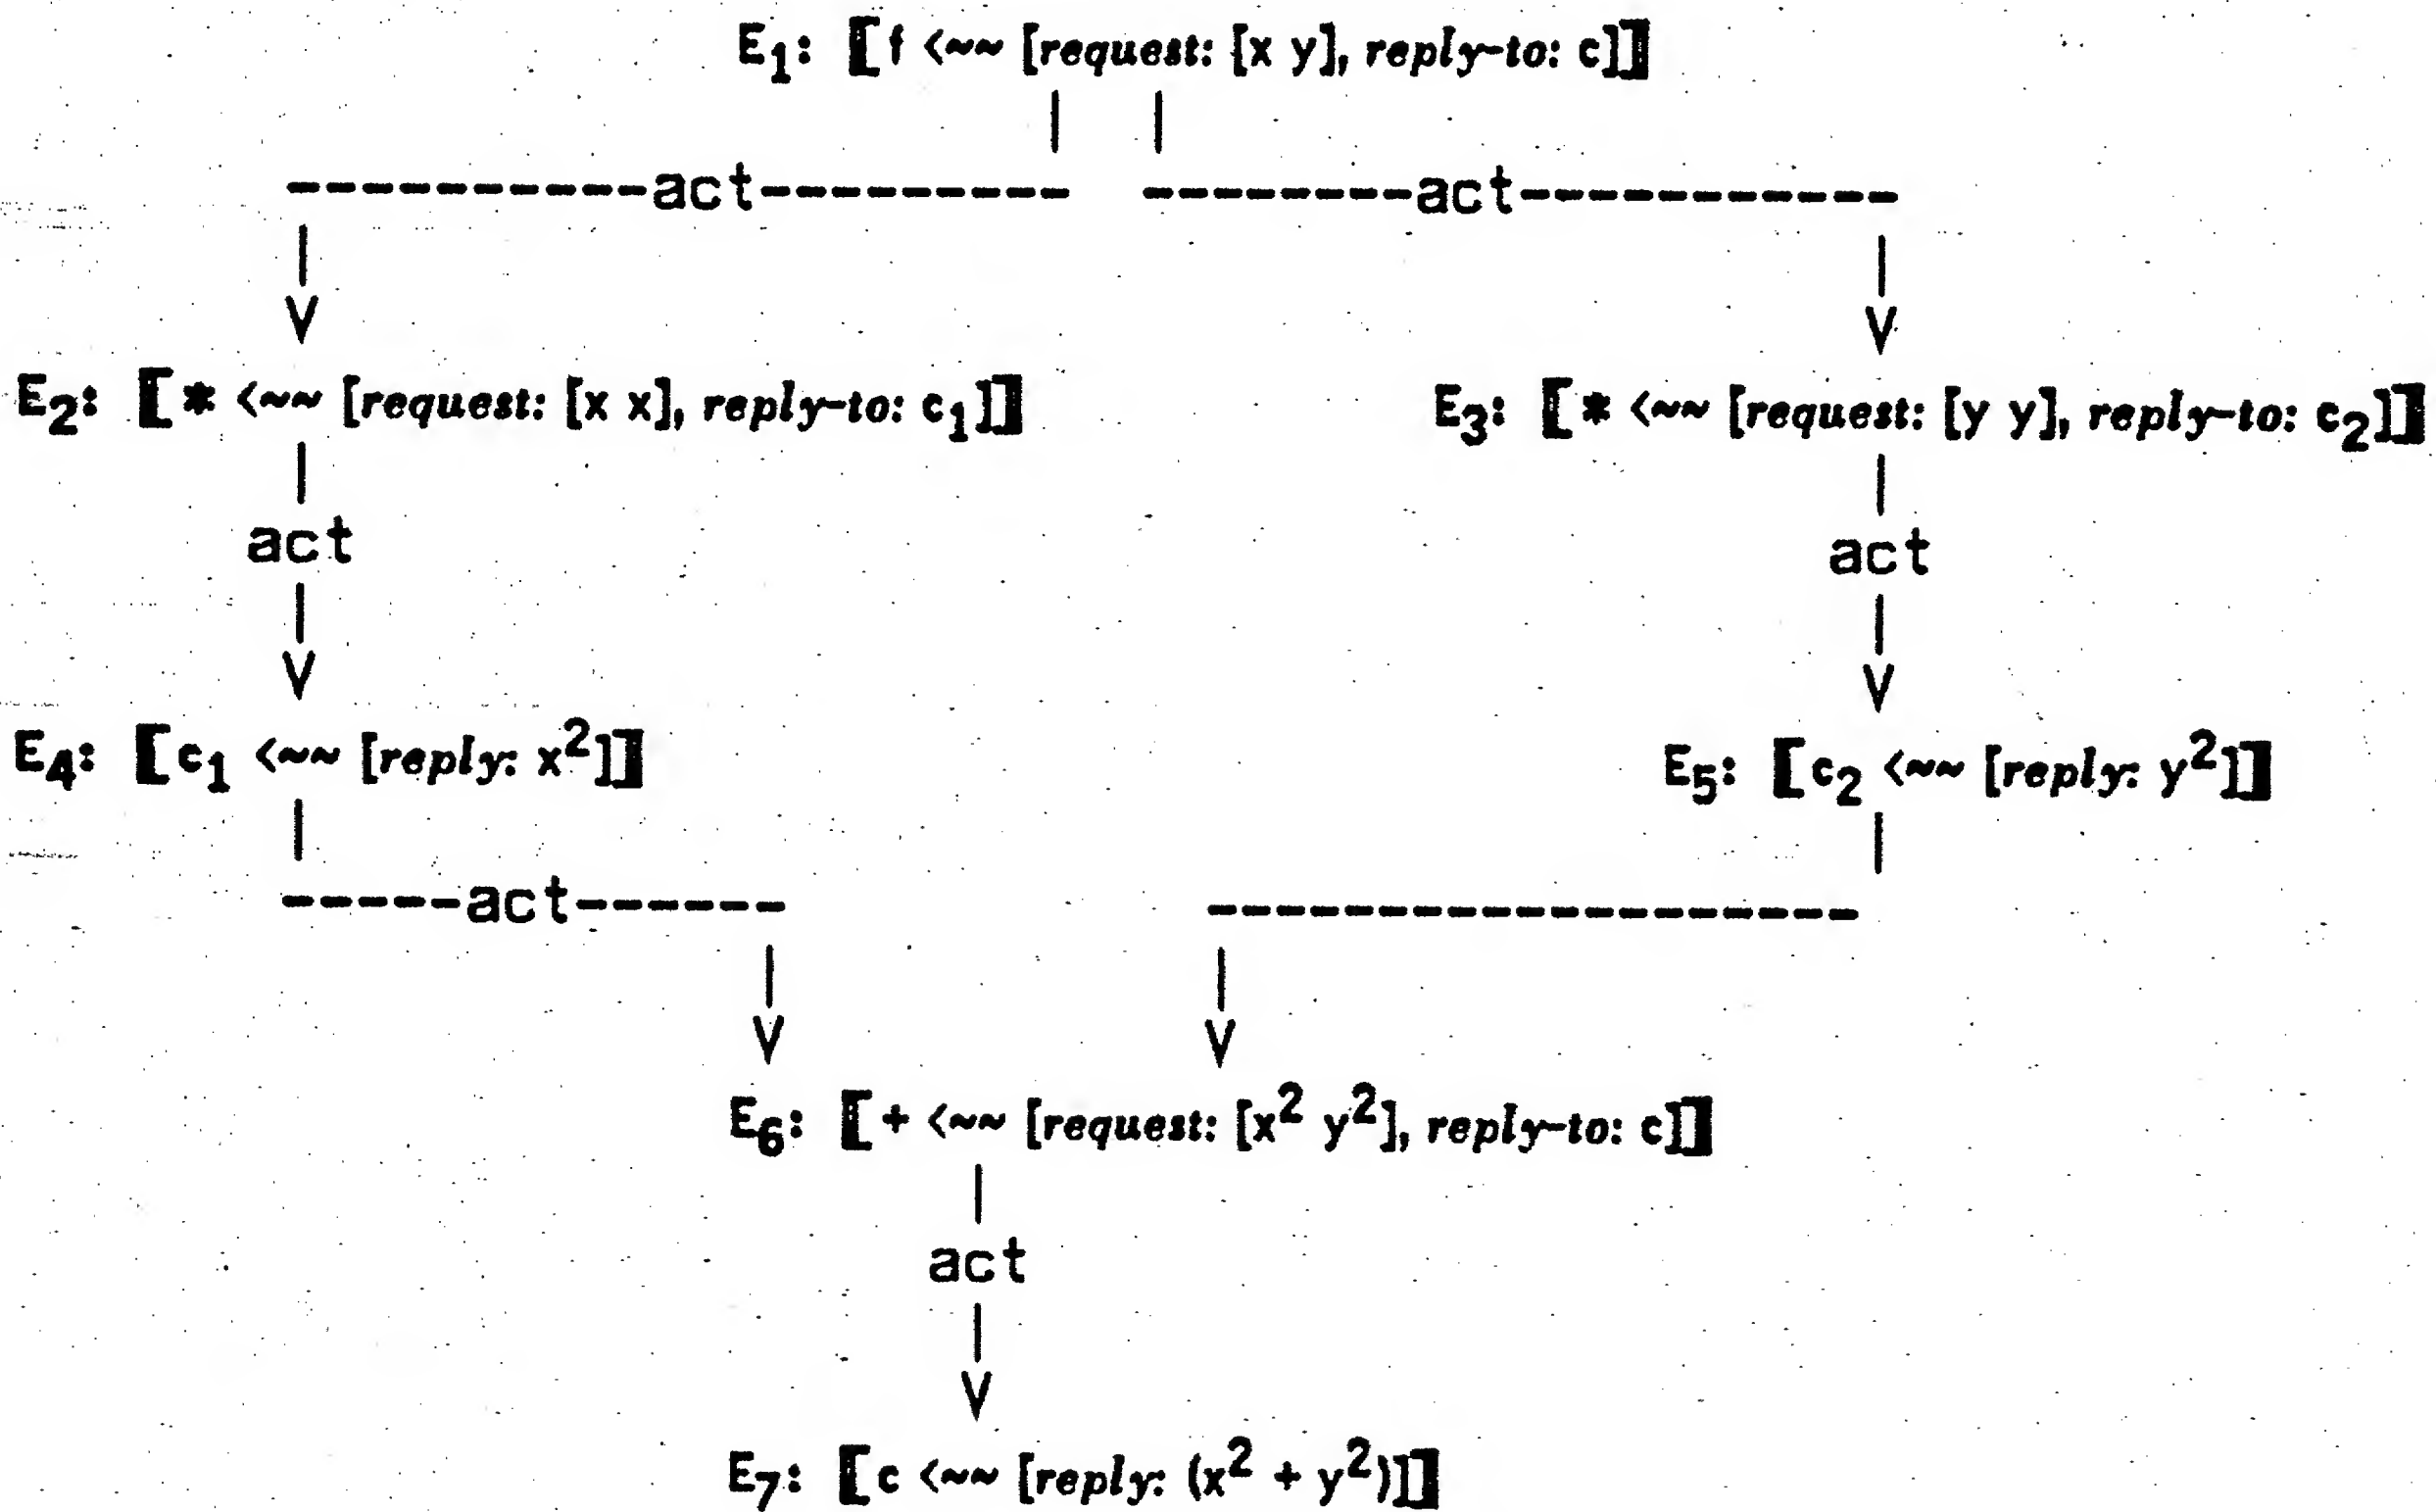 E₁: ⟦f <~~ [request: [x y], reply-to: c]⟧
act act
E₂: ⟦* <~~ [request: [x x], reply-to: c₁]⟧ E₃: ⟦* <~~ [request: [y y], reply-to: c₂]⟧
act act
E₄: ⟦c₁ <~~ [reply: x²]⟧ E₅: ⟦c₂ <~~ [reply: y²]⟧
act
E₆: ⟦+ <~~ [request: [x² y²], reply-to: c]⟧
act
E₇: ⟦c <~~ [reply: (x² + y²)]⟧